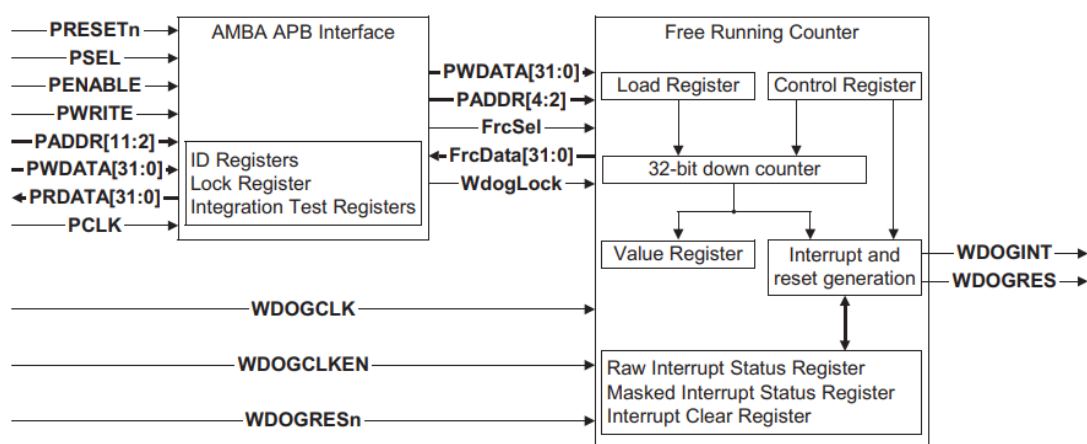 PRESETn
PSEL
PENABLE
PWRITE
PADDR[11:2]
PWDATA[31:0]
PRDATA[31:0]
PCLK
AMBA APB Interface
ID Registers
Lock Register
Integration Test Registers
PWDATA[31:0]
PADDR[4:2]
FrcSel
FrcData[31:0]
WdogLock
Free Running Counter
Load Register
Control Register
32-bit down counter
Value Register
Interrupt and
reset generation
WDOGINT
WDOGRES
WDOGCLK
WDOGCLKEN
WDOGRESn
Raw Interrupt Status Register
Masked Interrupt Status Register
Interrupt Clear Register